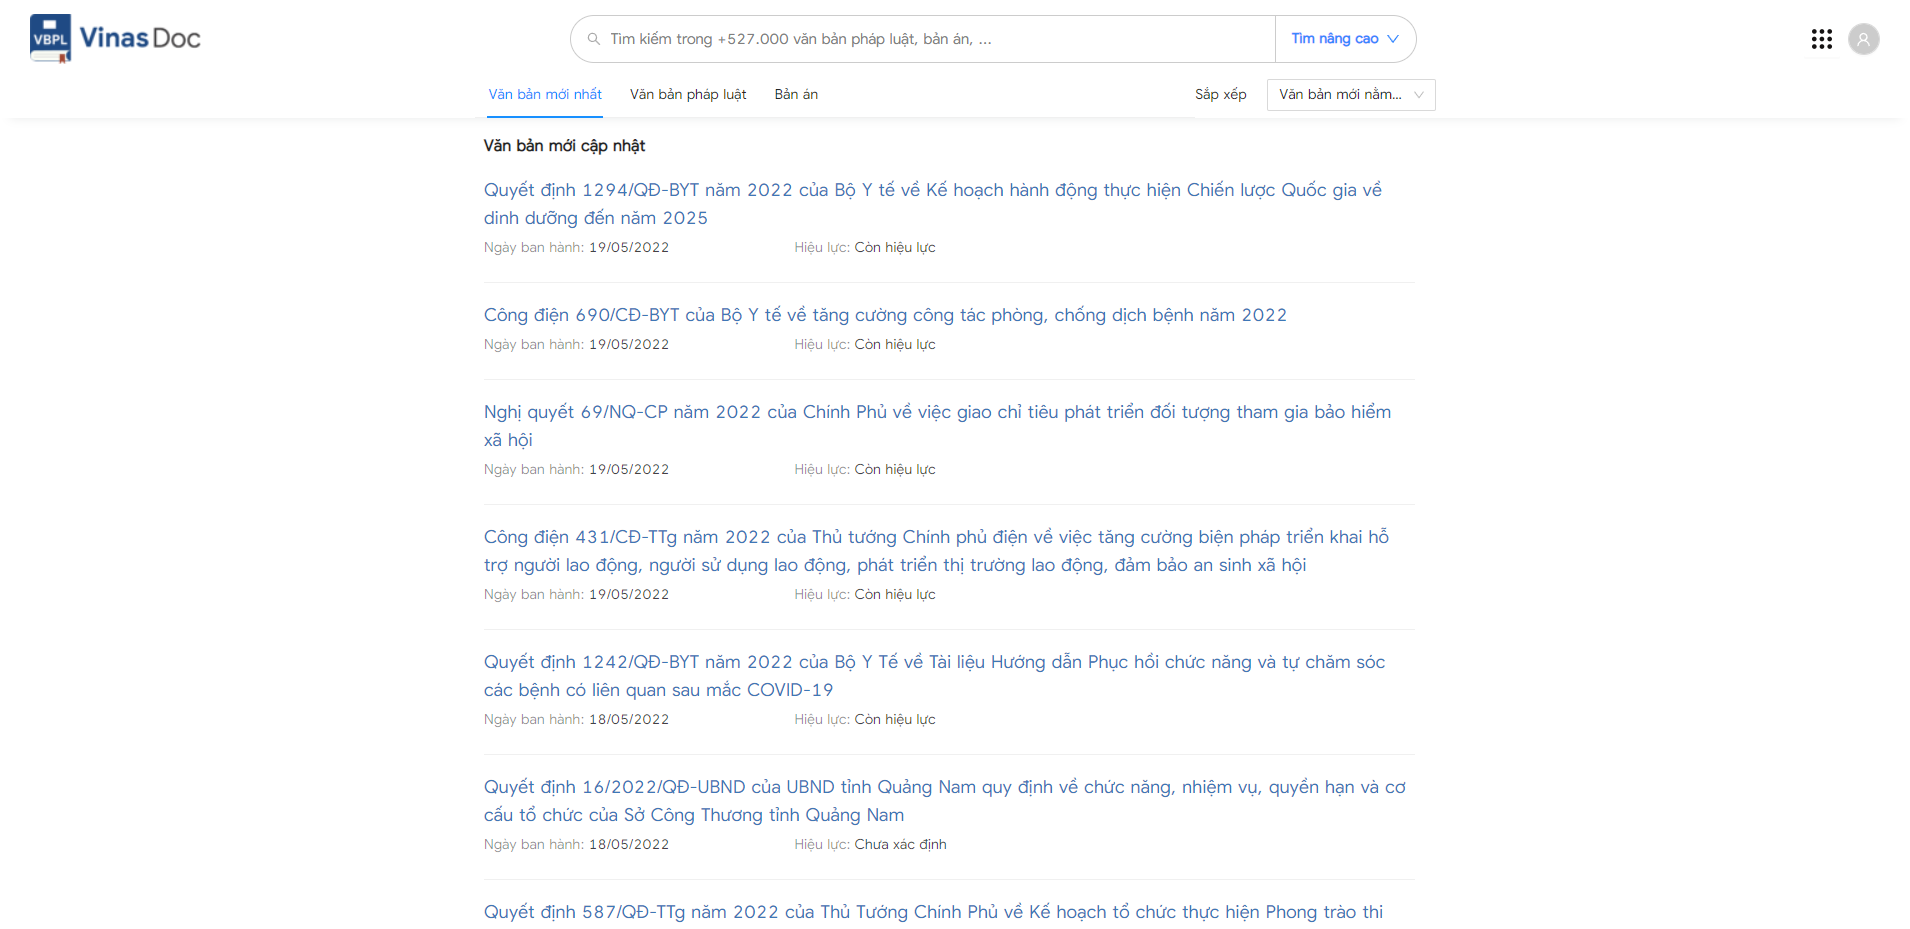 VBPL
Vinas Doc
Tìm kiếm trong +527.000 văn bản pháp luật, bản án, ...
Tìm nâng cao
Văn bản mới nhất
Văn bản pháp luật
Bản án
Sắp xếp
Văn bản mới nằm...
Văn bản mới cập nhật
Quyết định 1294/QĐ-BYT năm 2022 của Bộ Y tế về Kế hoạch hành động thực hiện Chiến lược Quốc gia về
dinh dưỡng đến năm 2025
Ngày ban hành: 19/05/2022
Hiệu lực: Còn hiệu lực
Công điện 690/CĐ-BYT của Bộ Y tế về tăng cường công tác phòng, chống dịch bệnh năm 2022
Ngày ban hành: 19/05/2022
Hiệu lực: Còn hiệu lực
Nghị quyết 69/NQ-CP năm 2022 của Chính Phủ về việc giao chỉ tiêu phát triển đối tượng tham gia bảo hiểm
xã hội
Ngày ban hành: 19/05/2022
Hiệu lực: Còn hiệu lực
Công điện 431/CĐ-TTg năm 2022 của Thủ tướng Chính phủ điện về việc tăng cường biện pháp triển khai hỗ
trợ người lao động, người sử dụng lao động, phát triển thị trường lao động, đảm bảo an sinh xã hội
Ngày ban hành: 19/05/2022
Hiệu lực: Còn hiệu lực
Quyết định 1242/QĐ-BYT năm 2022 của Bộ Y Tế về Tài liệu Hướng dẫn Phục hồi chức năng và tự chăm sóc
các bệnh có liên quan sau mắc COVID-19
Ngày ban hành: 18/05/2022
Hiệu lực: Còn hiệu lực
Quyết định 16/2022/QĐ-UBND của UBND tỉnh Quảng Nam quy định về chức năng, nhiệm vụ, quyền hạn và cơ
cấu tổ chức của Sở Công Thương tỉnh Quảng Nam
Ngày ban hành: 18/05/2022
Hiệu lực: Chưa xác định
Quyết định 587/QĐ-TTg năm 2022 của Thủ Tướng Chính Phủ về Kế hoạch tổ chức thực hiện Phong trào thi